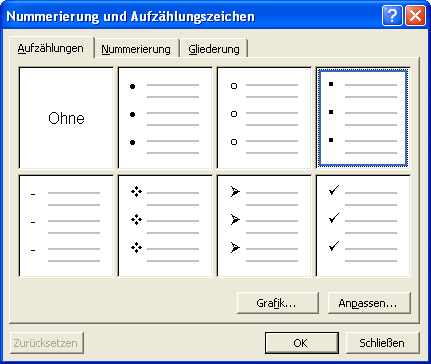 Nummerierung und Aufzählungszeichen
Aufzählungen
Nummerierung
Gliederung
Ohne
Grafik...
Anpassen...
Zurücksetzen
OK
Schließen